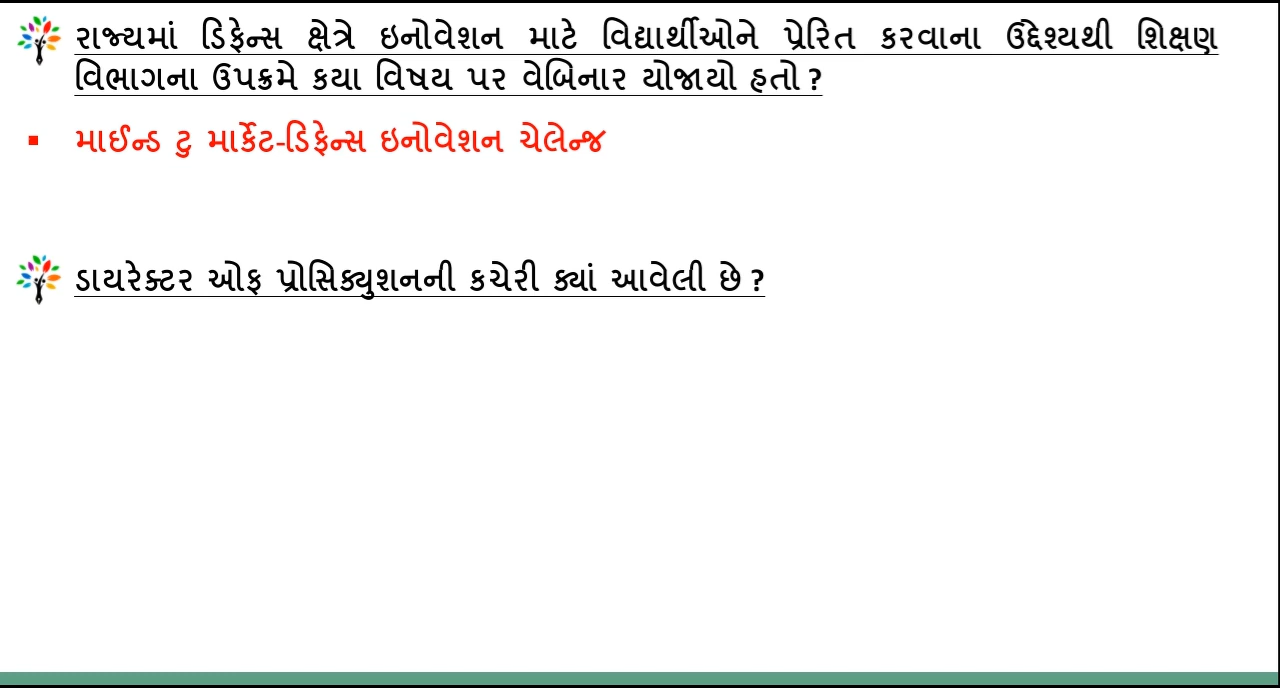 રાજ્યમાં ડિફેન્સ ક્ષેત્રે ઇનોવેશન માટે વિદ્યાર્થીઓને પ્રેરિત કરવાના ઉદ્દેશ્યથી શિક્ષણ
વિભાગના ઉપક્રમે કયા વિષય પર વેબિનાર યોજાયો હતો ?
▪ માઈન્ડ ટુ માર્કેટ-ડિફેન્સ ઇનોવેશન ચેલેન્જ
ડાયરેક્ટર ઓફ પ્રોસિક્યુશનની કચેરી ક્યાં આવેલી છે ?